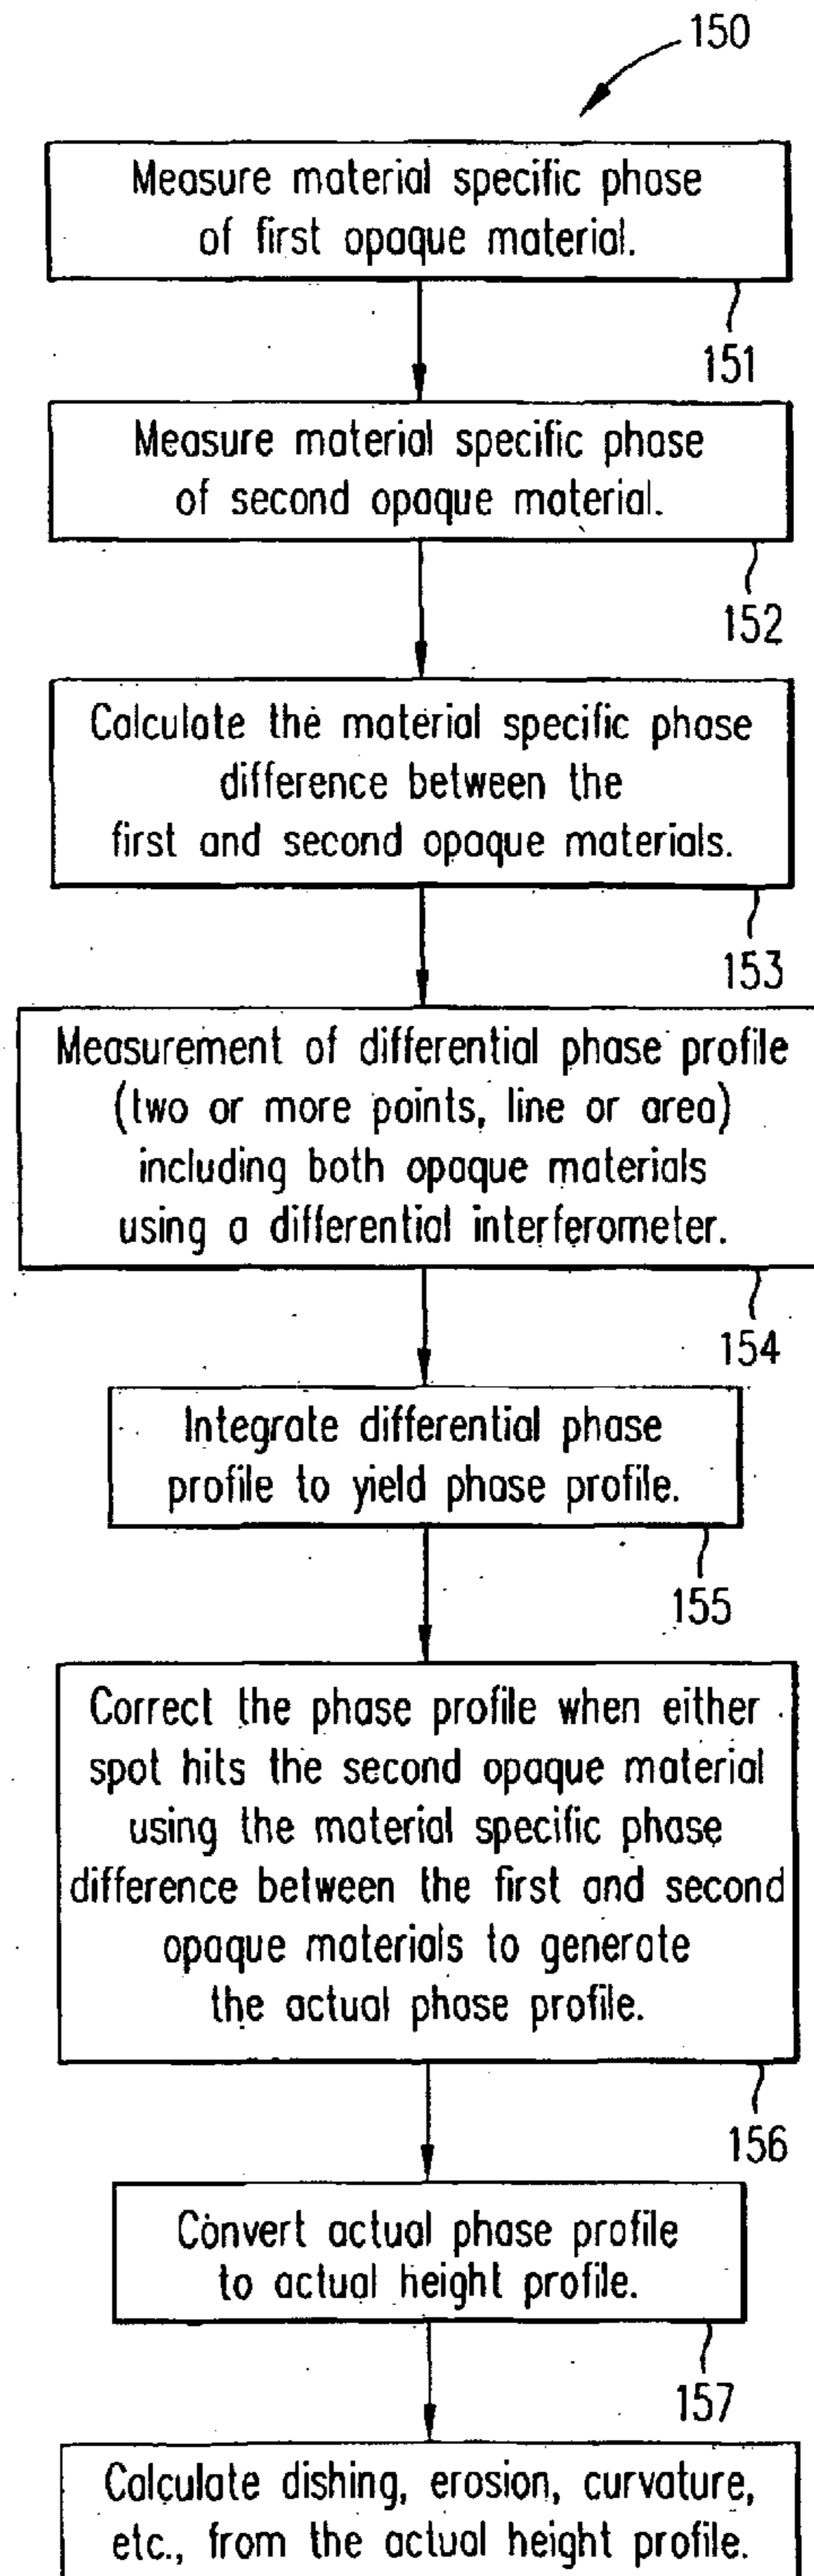 150
Measure material specific phase
of first opaque material.
151
Measure material specific phase
of second opaque material.
152
Calculate the material specific phase
difference between the
first and second opaque materials.
153
Measurement of differential phase profile
(two or more points, line or area)
including both opaque materials
using a differential interferometer.
154
Integrate differential phase
profile to yield phase profile.
155
Correct the phase profile when either
spot hits the second opaque material
using the material specific phase
difference between the first and second
opaque materials to generate
the actual phase profile.
156
Convert actual phase profile
to actual height profile.
157
Calculate dishing, erosion, curvature,
etc., from the actual height profile.